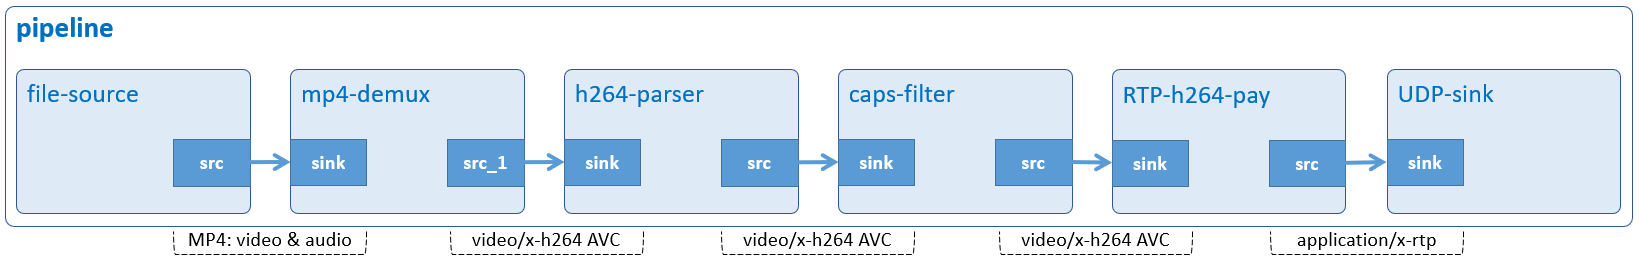 pipeline
file-source
mp4-demux
h264-parser
caps-filter
RTP-h264-pay
UDP-sink
src
sink
src_1
sink
src
sink
src
sink
src
sink
MP4: video & audio
video/x-h264 AVC
video/x-h264 AVC
video/x-h264 AVC
application/x-rtp